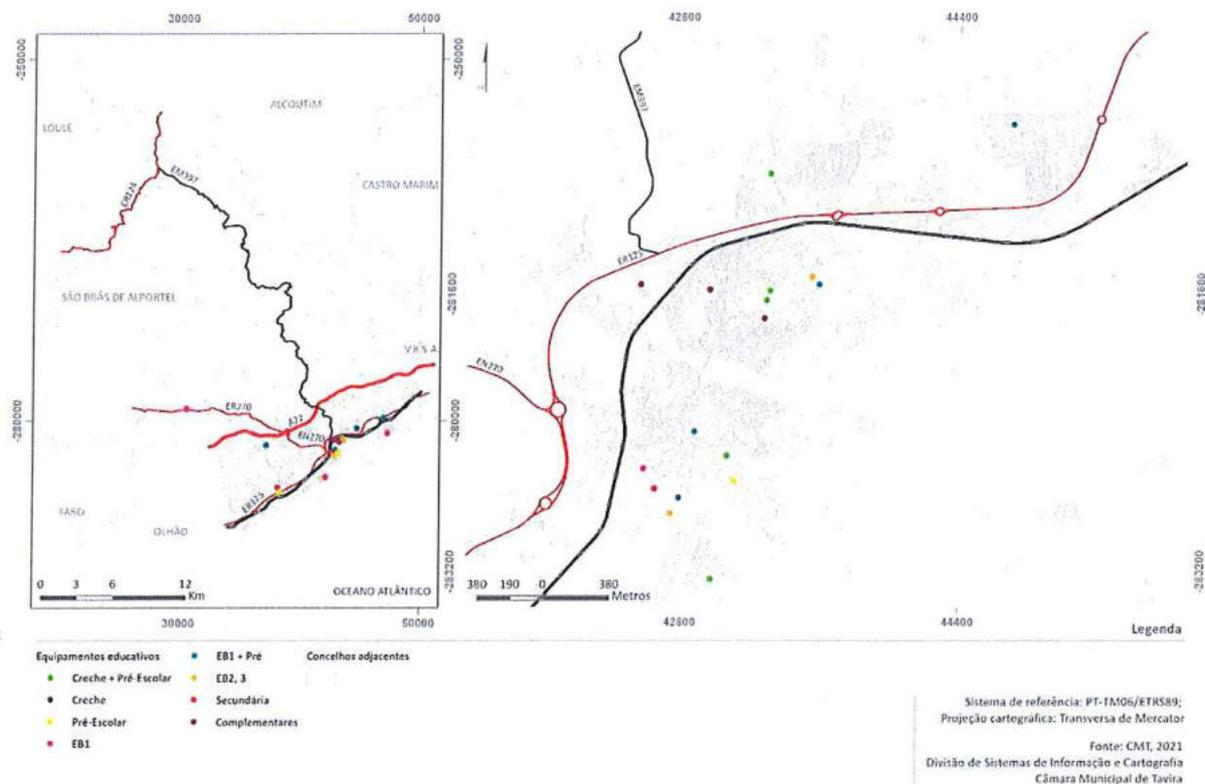 30000 50000 42800 44400
-250000 -250000
ALCOUTIM
LOULÉ
EM397
ER124
CASTRO MARIM
EM397
ER125
SÃO BRÁS DE ALPORTEL
-281600 -281600
V.R.S.A.
EN270
ER270
A22
-280000 -280000
EN270
ER125
FARO
OLHÃO
-283200 -283200
0 3 6 12
Km
OCEANO ATLÂNTICO
380 190 0 380
Metros
30000 50000 42800 44400
Legenda
Equipamentos educativos
Creche + Pré-Escolar
Creche
Pré-Escolar
EB1
EB1 + Pré
EB2, 3
Secundária
Complementares
Concelhos adjacentes
Sistema de referência: PT-TM06/ETRS89;
Projeção cartográfica: Transversa de Mercator
Fonte: CMT, 2021
Divisão de Sistemas de Informação e Cartografia
Câmara Municipal de Tavira